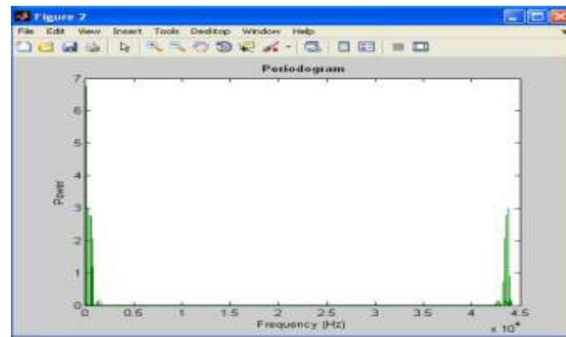 Figure 2
File Edit View Insert Tools Desktop Window Help
Periodogram
7
6
5
4
3
2
1
0
Power
0 0.5 1 1.5 2 2.5 3 3.5 4 4.5
Frequency (Hz)
x 10⁴